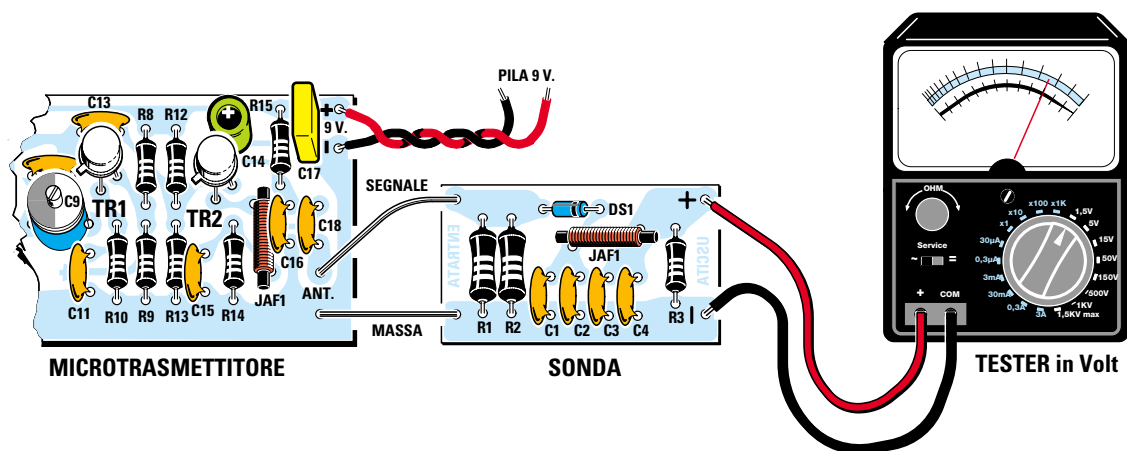 PILA 9 V.
C13
R8
R12
R15
+
9 V.
-
C14
C17
C9
TR1
TR2
C18
C16
C11
R10
R9
R13
C15
R14
JAF1
ANT.
SEGNALE
MASSA
MICROTRASMETTITORE
ENTRATA
DS1
JAF1
+
USCITA
-
R1
R2
C1
C2
C3
C4
R3
SONDA
OHM
Service
~
=
x1
x10
x100
x1K
1,5V
5V
15V
50V
150V
500V
1KV
1,5KV max
30µA
0,3µA
3mA
30mA
0,3A
3A
+
COM
TESTER in Volt